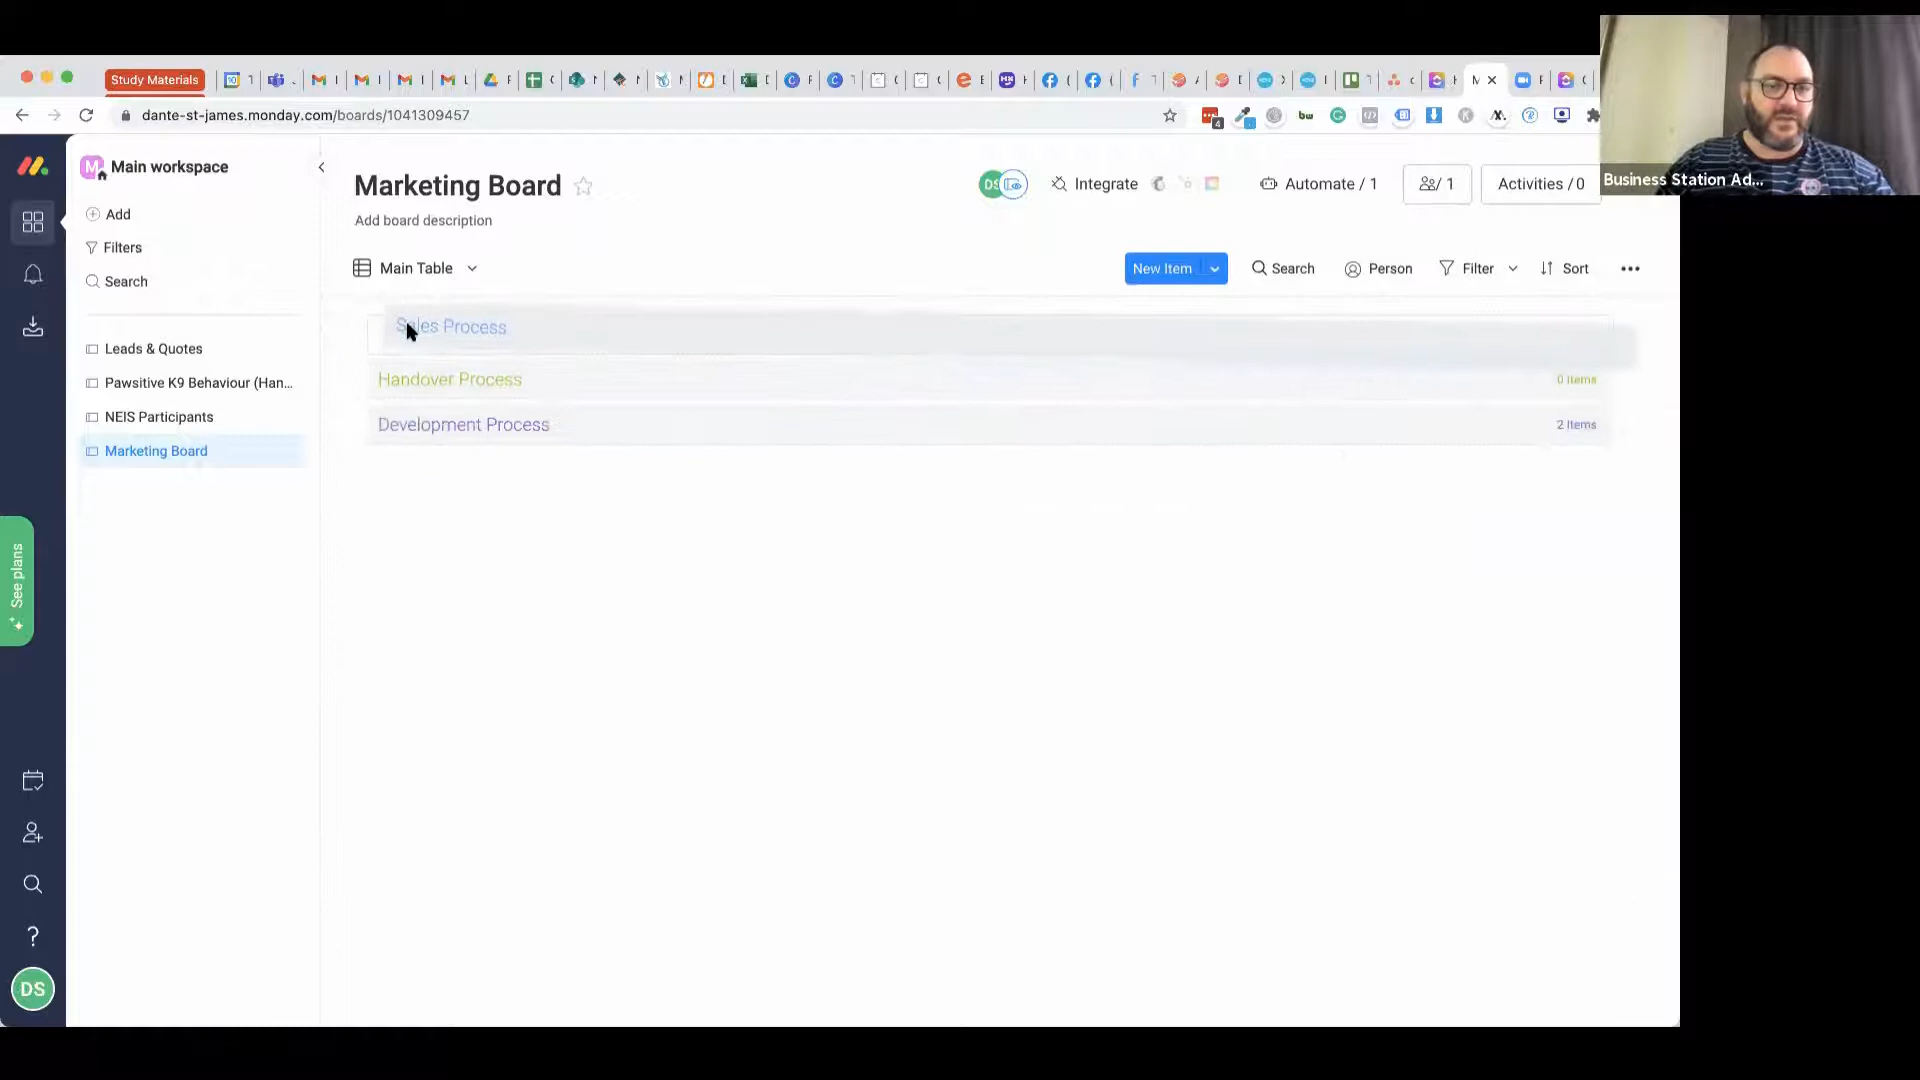 Study Materials
dante-st-james.monday.com/boards/1041309457
4
Business Station Ad...
M
Main workspace
Add
Filters
Search
Leads & Quotes
Pawsitive K9 Behaviour (Han...
NEIS Participants
Marketing Board
See plans
DS
Marketing Board
Add board description
DS
Integrate
Automate / 1
/ 1
Activities / 0
Main Table
New Item
Search
Person
Filter
Sort
Sales Process
Handover Process
0 Items
Development Process
2 Items